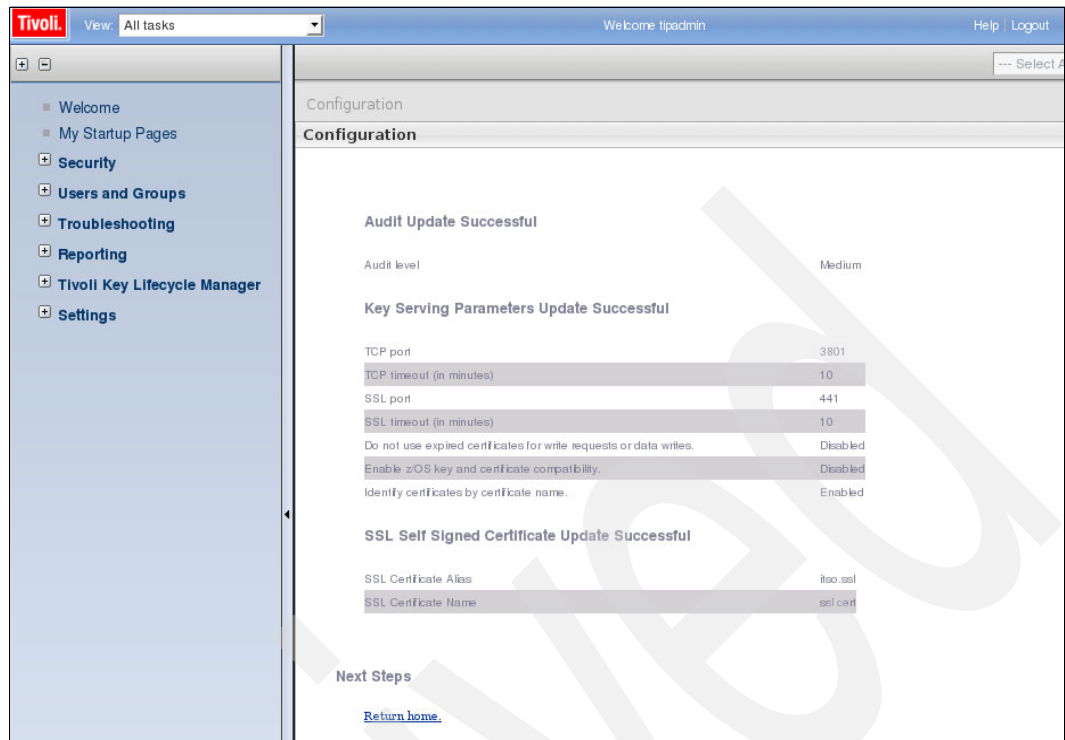 Tivoli. View: All tasks Welcome tipadmin Help Logout
--- Select A
Welcome
My Startup Pages
Security
Users and Groups
Troubleshooting
Reporting
Tivoli Key Lifecycle Manager
Settings
Configuration
Configuration
Audit Update Successful
Audit level Medium
Key Serving Parameters Update Successful
TCP port 3801
TCP timeout (in minutes) 10
SSL port 441
SSL timeout (in minutes) 10
Do not use expired certificates for write requests or data writes. Disabled
Enable z/OS key and certificate compatibility. Disabled
Identify certificates by certificate name. Enabled
SSL Self Signed Certificate Update Successful
SSL Certificate Alias itso.ssl
SSL Certificate Name ssl cert
Next Steps
Return home.